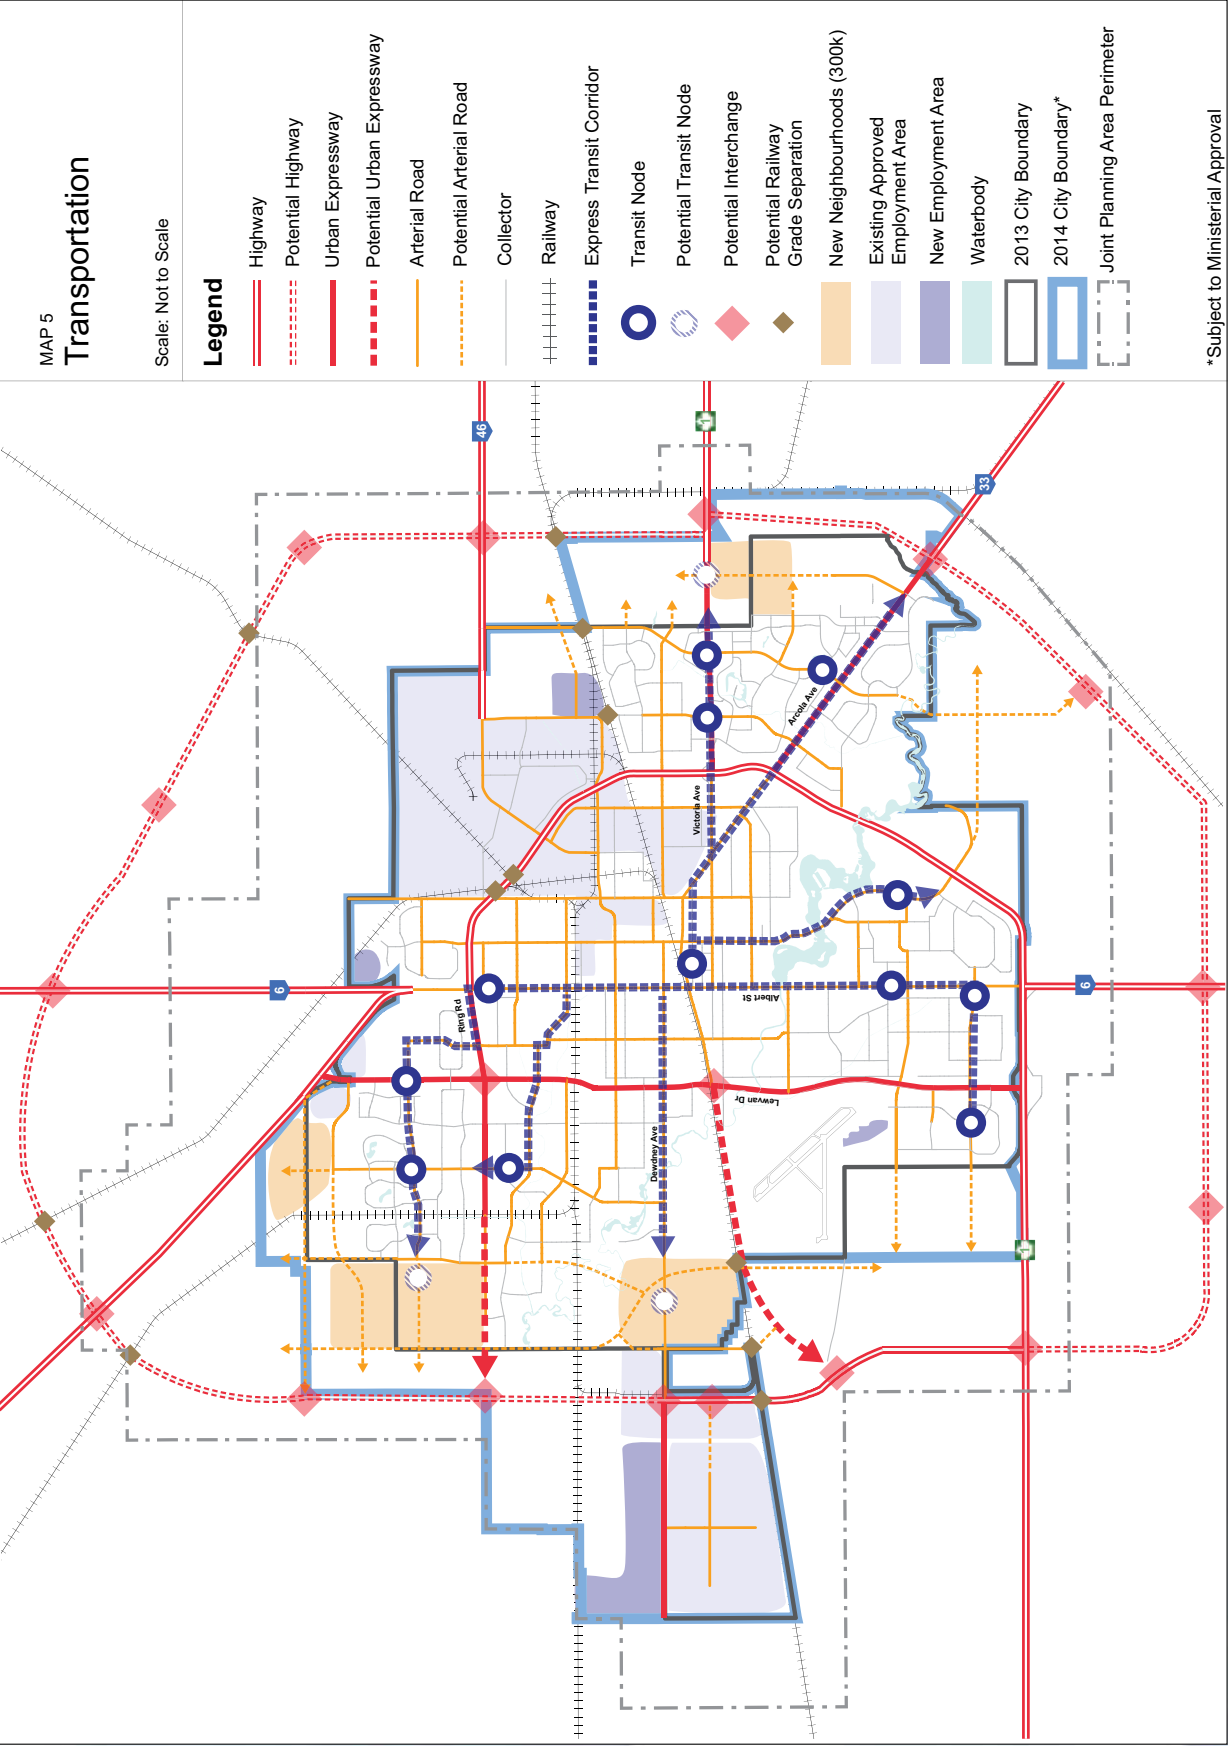 MAP 5
Transportation
Scale: Not to Scale
Legend
Highway
Potential Highway
Urban Expressway
Potential Urban Expressway
Arterial Road
Potential Arterial Road
Collector
Railway
Express Transit Corridor
Transit Node
Potential Transit Node
Potential Interchange
Potential Railway
Grade Separation
New Neighbourhoods (300k)
Existing Approved
Employment Area
New Employment Area
Waterbody
2013 City Boundary
2014 City Boundary*
Joint Planning Area Perimeter
*Subject to Ministerial Approval
46
1
33
6
6
1
Ring Rd
Victoria Ave
Arcola Ave
Albert St
Dewdney Ave
Lewvan Dr